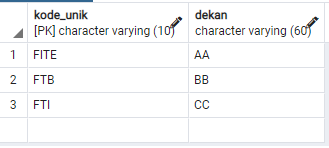 kode_unik dekan
[PK] character varying (10) character varying (60)
1 FITE AA
2 FTB BB
3 FTI CC